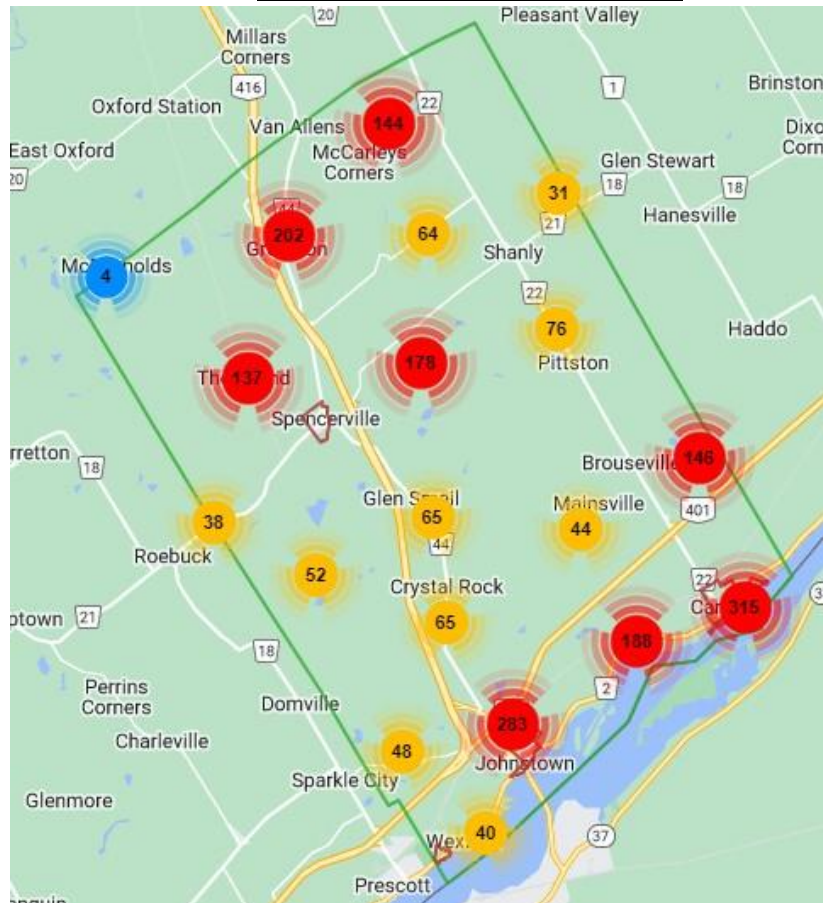 20
Pleasant Valley
Millars
Corners
416
1
Brinston
Oxford Station
22
Van Allens
144
McCarleys
Corners
East Oxford
20
Glen Stewart
31
18
18
Hanesville
21
202
64
Shanly
4
22
Haddo
76
Pittston
178
137
Spencerville
Brouseville
146
18
401
Glen Smail
65
44
Mainsville
44
38
Roebuck
52
Crystal Rock
65
22
315
188
21
18
2
Perrins
Corners
Domville
Charleville
283
Johnstown
48
Sparkle City
Glenmore
40
37
Prescott